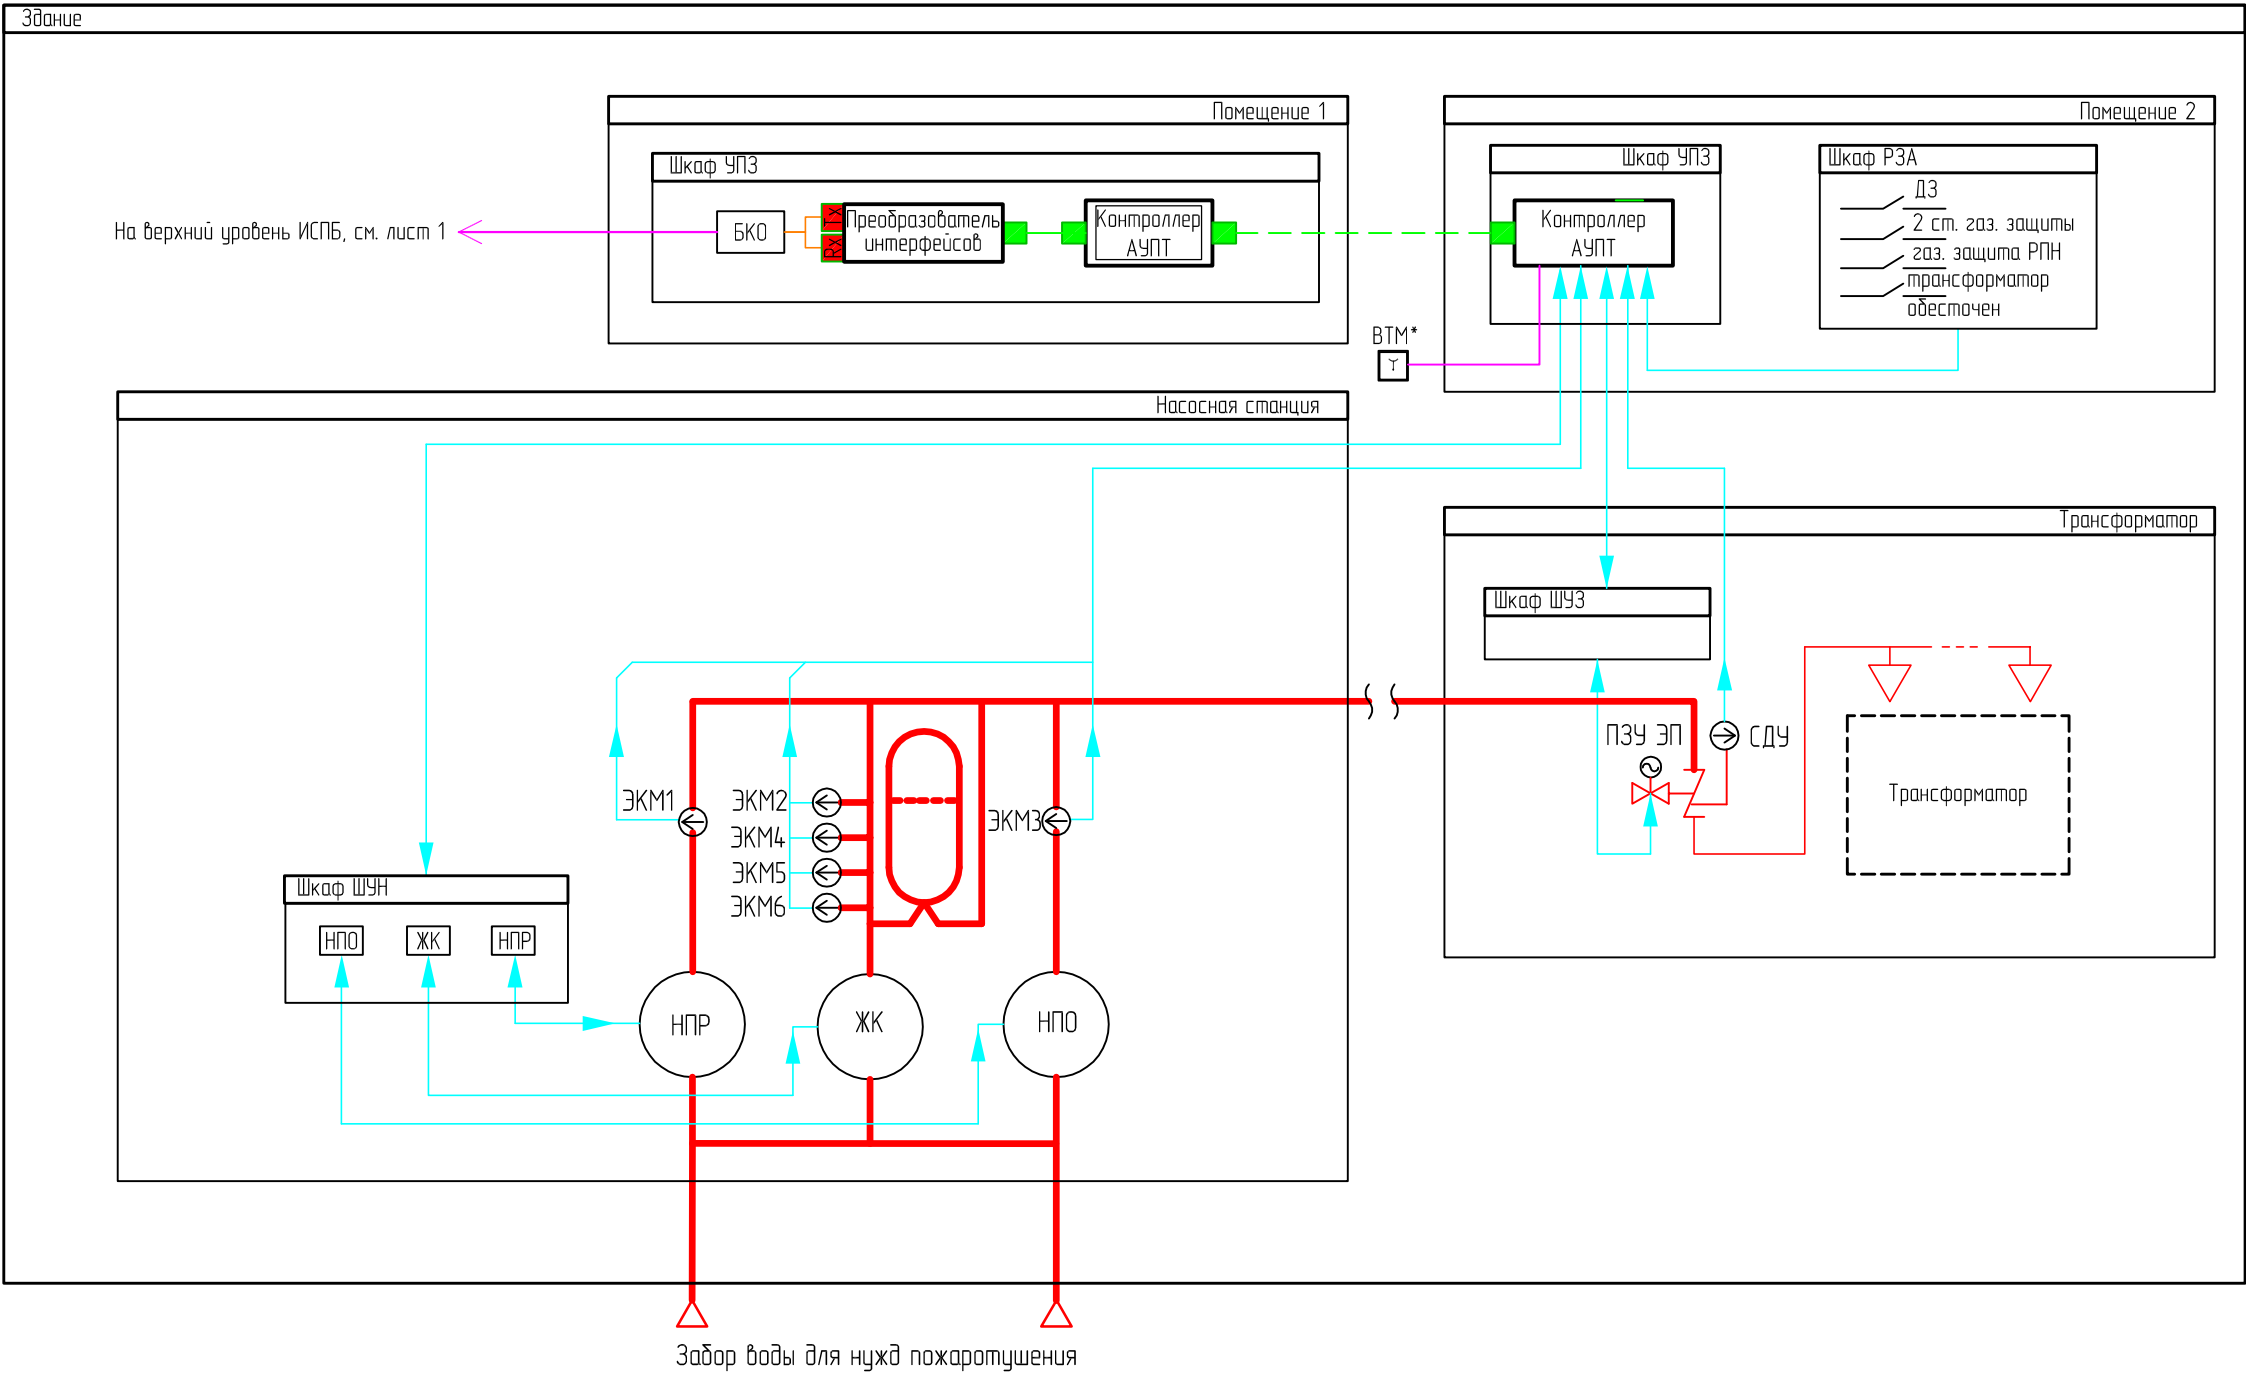 Здание
Помещение 1
Шкаф УПЗ
На верхний уровень ИСПБ, см. лист 1
БКО
TX
RX
Преобразователь
интерфейсов
Контроллер
АУПТ
Помещение 2
Шкаф УПЗ
Контроллер
АУПТ
Шкаф РЗА
ДЗ
2 ст. газ. защиты
газ. защита РПН
трансформатор
обесточен
ВТМ*
Насосная станция
Трансформатор
Шкаф ШУЗ
ПЗУ ЭП
СДУ
Трансформатор
ЭКМ1
ЭКМ2
ЭКМ4
ЭКМ5
ЭКМ6
ЭКМ3
Шкаф ШУН
НПО
ЖК
НПР
НПР
ЖК
НПО
Забор воды для нужд пожаротушения